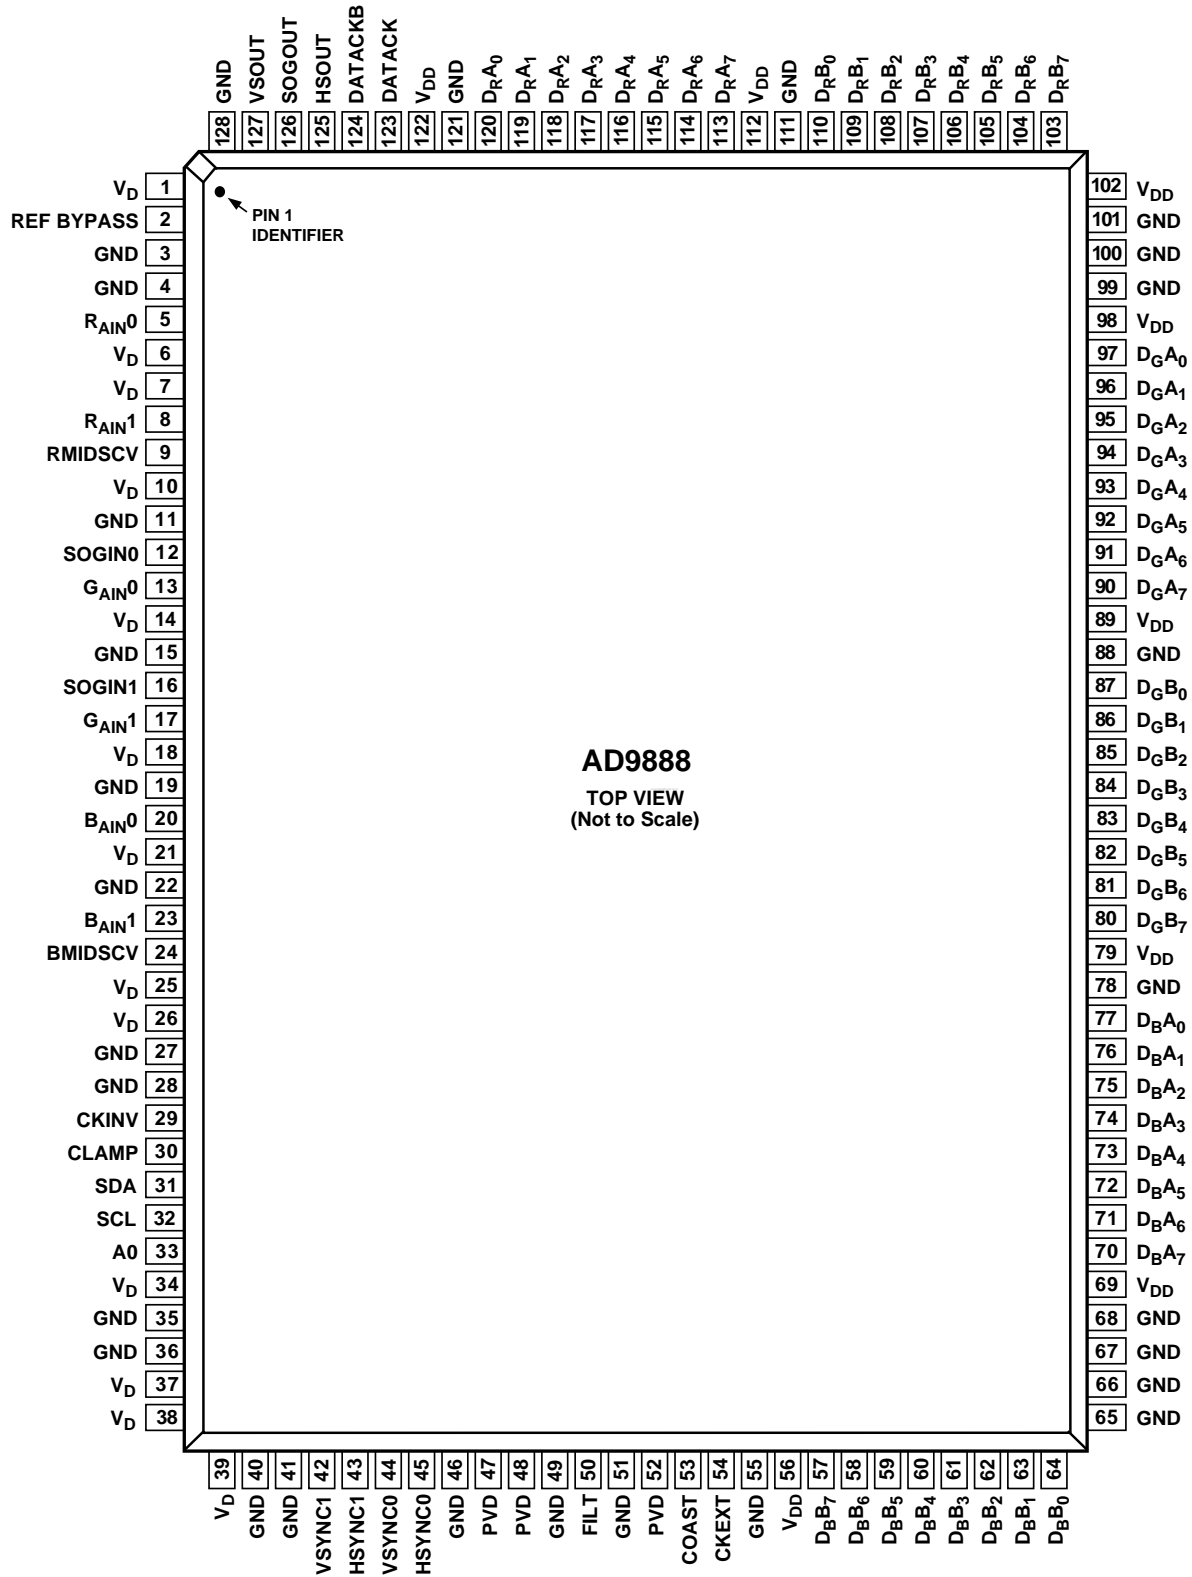 GND 128
VSOUT 127
SOGOUT 126
HSOUT 125
DATACKB 124
DATACK 123
VDD 122
GND 121
DRA0 120
DRA1 119
DRA2 118
DRA3 117
DRA4 116
DRA5 115
DRA6 114
DRA7 113
VDD 112
GND 111
DRB0 110
DRB1 109
DRB2 108
DRB3 107
DRB4 106
DRB5 105
DRB6 104
DRB7 103
VD 1
REF BYPASS 2
GND 3
GND 4
RAIN0 5
VD 6
VD 7
RAIN1 8
RMIDSCV 9
VD 10
GND 11
SOGIN0 12
GAIN0 13
VD 14
GND 15
SOGIN1 16
GAIN1 17
VD 18
GND 19
BAIN0 20
VD 21
GND 22
BAIN1 23
BMIDSCV 24
VD 25
VD 26
GND 27
GND 28
CKINV 29
CLAMP 30
SDA 31
SCL 32
A0 33
VD 34
GND 35
GND 36
VD 37
VD 38
PIN 1
IDENTIFIER
AD9888
TOP VIEW
(Not to Scale)
102 VDD
101 GND
100 GND
99 GND
98 VDD
97 DGA0
96 DGA1
95 DGA2
94 DGA3
93 DGA4
92 DGA5
91 DGA6
90 DGA7
89 VDD
88 GND
87 DGB0
86 DGB1
85 DGB2
84 DGB3
83 DGB4
82 DGB5
81 DGB6
80 DGB7
79 VDD
78 GND
77 DBA0
76 DBA1
75 DBA2
74 DBA3
73 DBA4
72 DBA5
71 DBA6
70 DBA7
69 VDD
68 GND
67 GND
66 GND
65 GND
39 VD
40 GND
41 GND
42 VSYNC1
43 HSYNC1
44 VSYNC0
45 HSYNC0
46 GND
47 PVD
48 PVD
49 GND
50 FILT
51 GND
52 PVD
53 COAST
54 CKEXT
55 GND
56 VDD
57 DBB7
58 DBB6
59 DBB5
60 DBB4
61 DBB3
62 DBB2
63 DBB1
64 DBB0